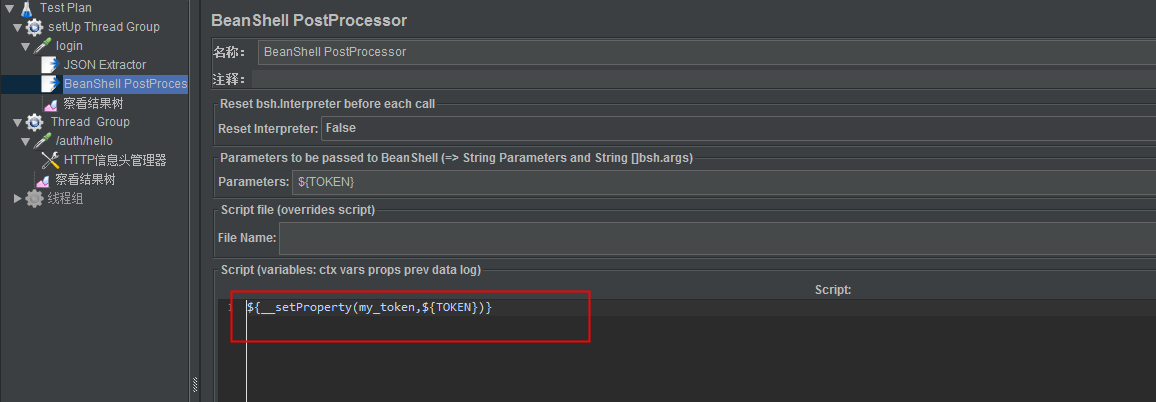 Test Plan
setUp Thread Group
login
JSON Extractor
BeanShell PostProces
察看结果树
Thread Group
/auth/hello
HTTP信息头管理器
察看结果树
线程组
BeanShell PostProcessor
名称： BeanShell PostProcessor
注释：
Reset bsh.Interpreter before each call
Reset Interpreter: False
Parameters to be passed to BeanShell (=> String Parameters and String []bsh.args)
Parameters: ${TOKEN}
Script file (overrides script)
File Name:
Script (variables: ctx vars props prev data log)
Script:
1 ${__setProperty(my_token,${TOKEN})}